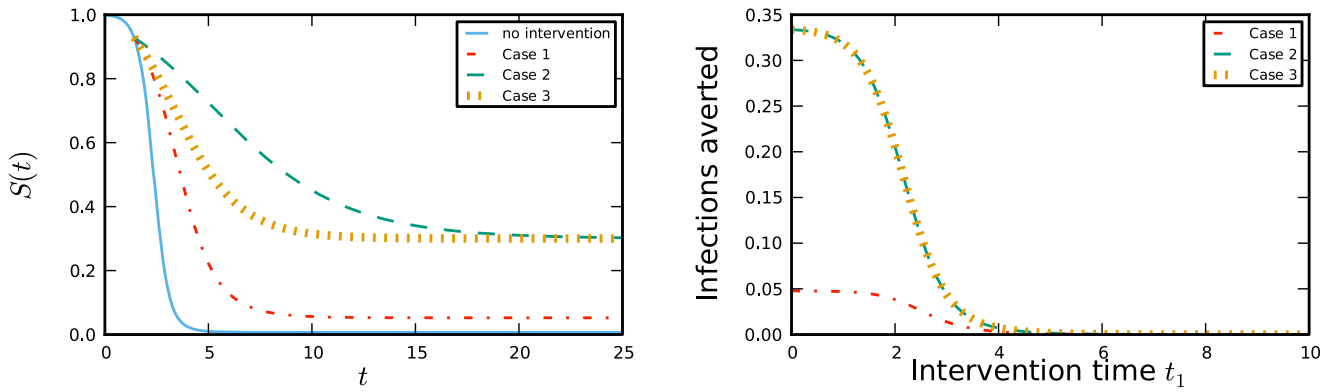 1.0
0.8
0.6
0.4
0.2
0.0
S(t)
0
5
10
15
20
25
t
no intervention
Case 1
Case 2
Case 3
0.35
0.30
0.25
0.20
0.15
0.10
0.05
0.00
Infections averted
0
2
4
6
8
10
Intervention time t₁
Case 1
Case 2
Case 3